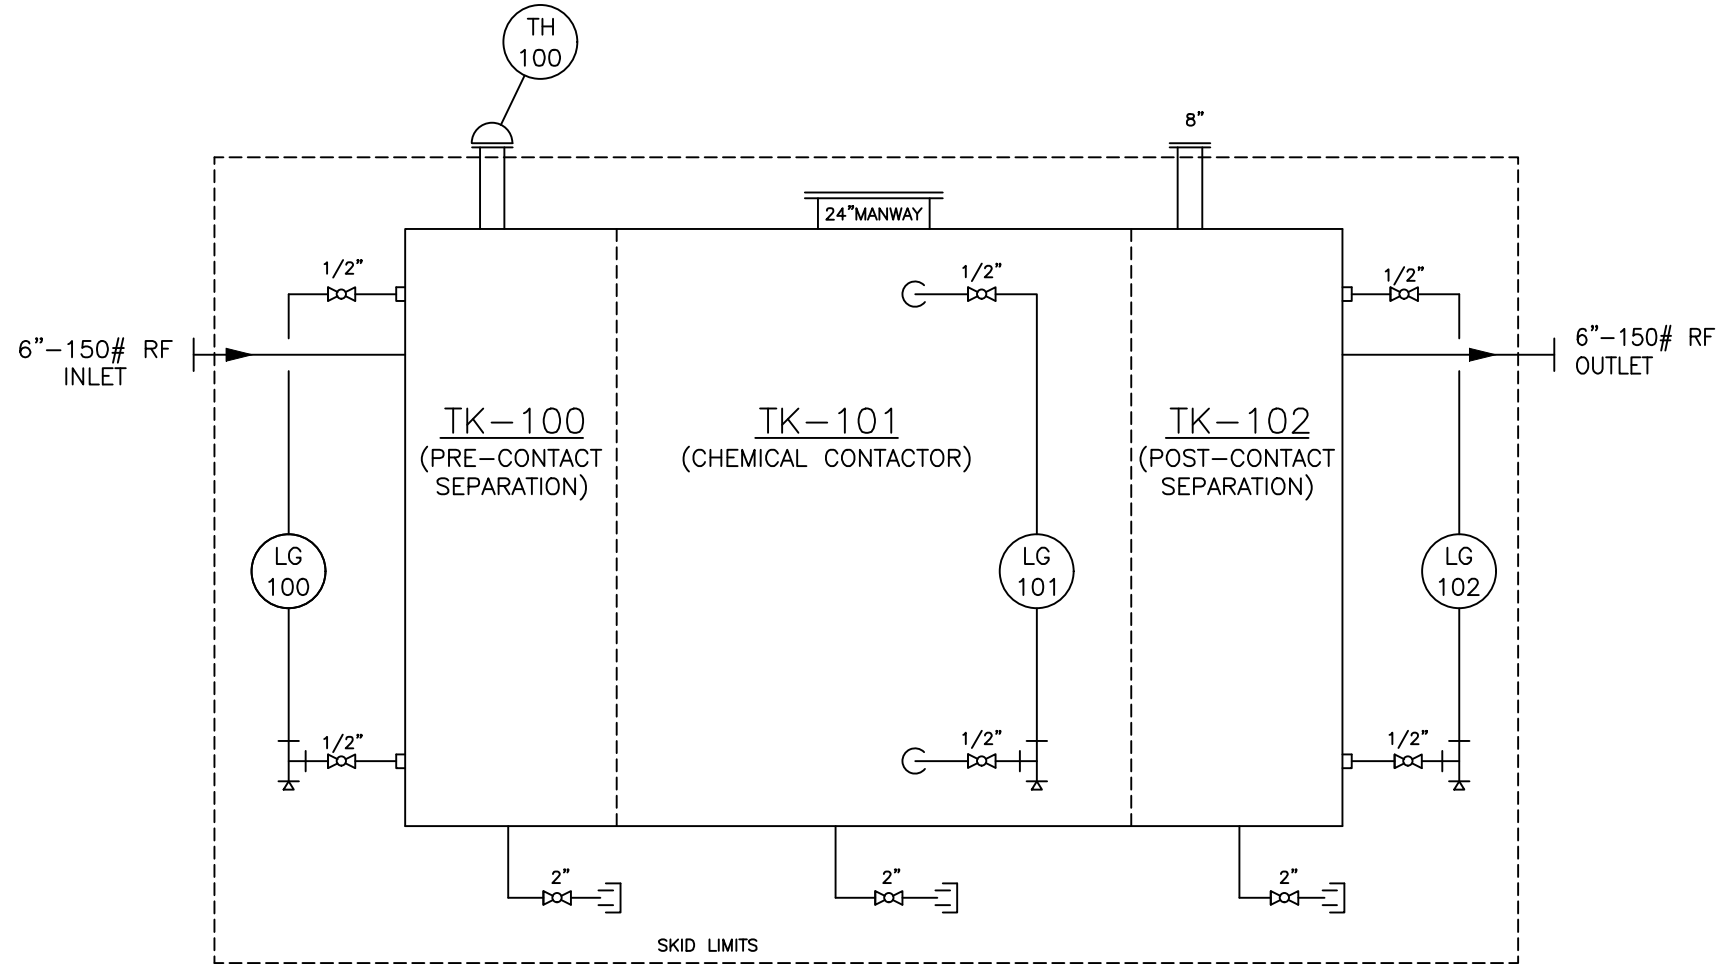 TH
100
8”
24”MANWAY
1/2”
1/2”
1/2”
6”-150# RF
INLET
6”-150# RF
OUTLET
TK-100
(PRE-CONTACT
SEPARATION)
TK-101
(CHEMICAL CONTACTOR)
TK-102
(POST-CONTACT
SEPARATION)
LG
100
LG
101
LG
102
1/2”
1/2”
1/2”
2”
2”
2”
SKID LIMITS